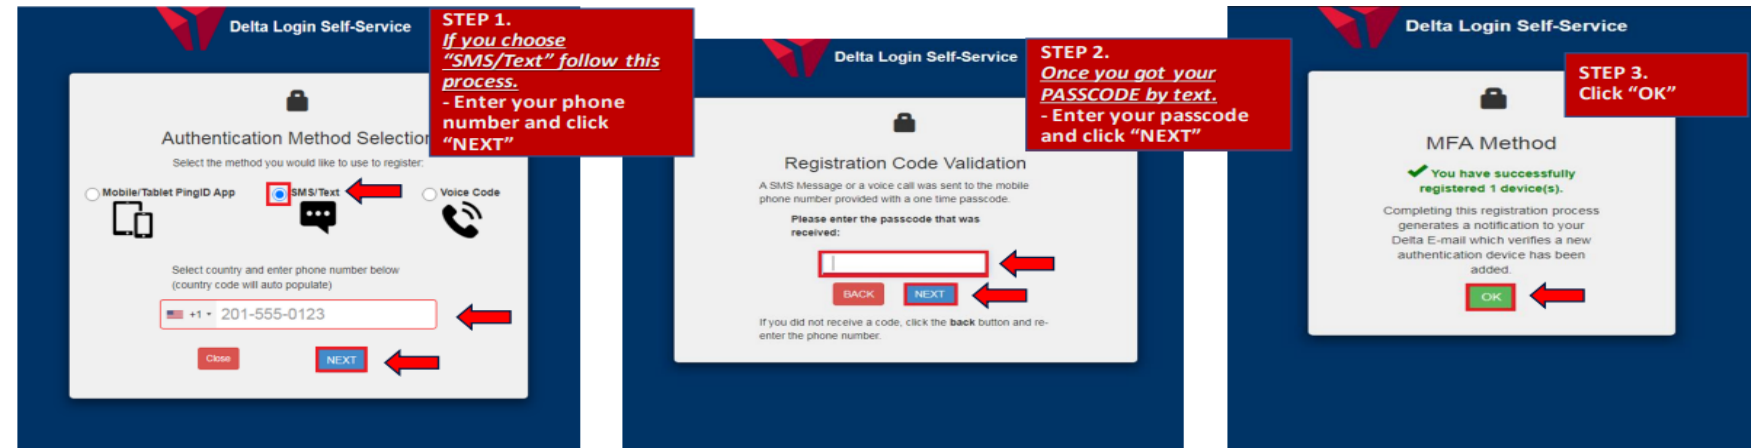 Delta Login Self-Service
STEP 1.
If you choose
"SMS/Text" follow this
process.
- Enter your phone
number and click
"NEXT"
Authentication Method Selection
Select the method you would like to use to register:
Mobile/Tablet PingID App
SMS/Text
Voice Code
Select country and enter phone number below
(country code will auto populate)
+1
201-555-0123
Close
NEXT
Delta Login Self-Service
STEP 2.
Once you got your
PASSCODE by text.
- Enter your passcode
and click "NEXT"
Registration Code Validation
A SMS Message or a voice call was sent to the mobile
phone number provided with a one time passcode.
Please enter the passcode that was
received:
BACK
NEXT
If you did not receive a code, click the back button and re-
enter the phone number.
Delta Login Self-Service
STEP 3.
Click "OK"
MFA Method
You have successfully
registered 1 device(s).
Completing this registration process
generates a notification to your
Delta E-mail which verifies a new
authentication device has been
added.
OK